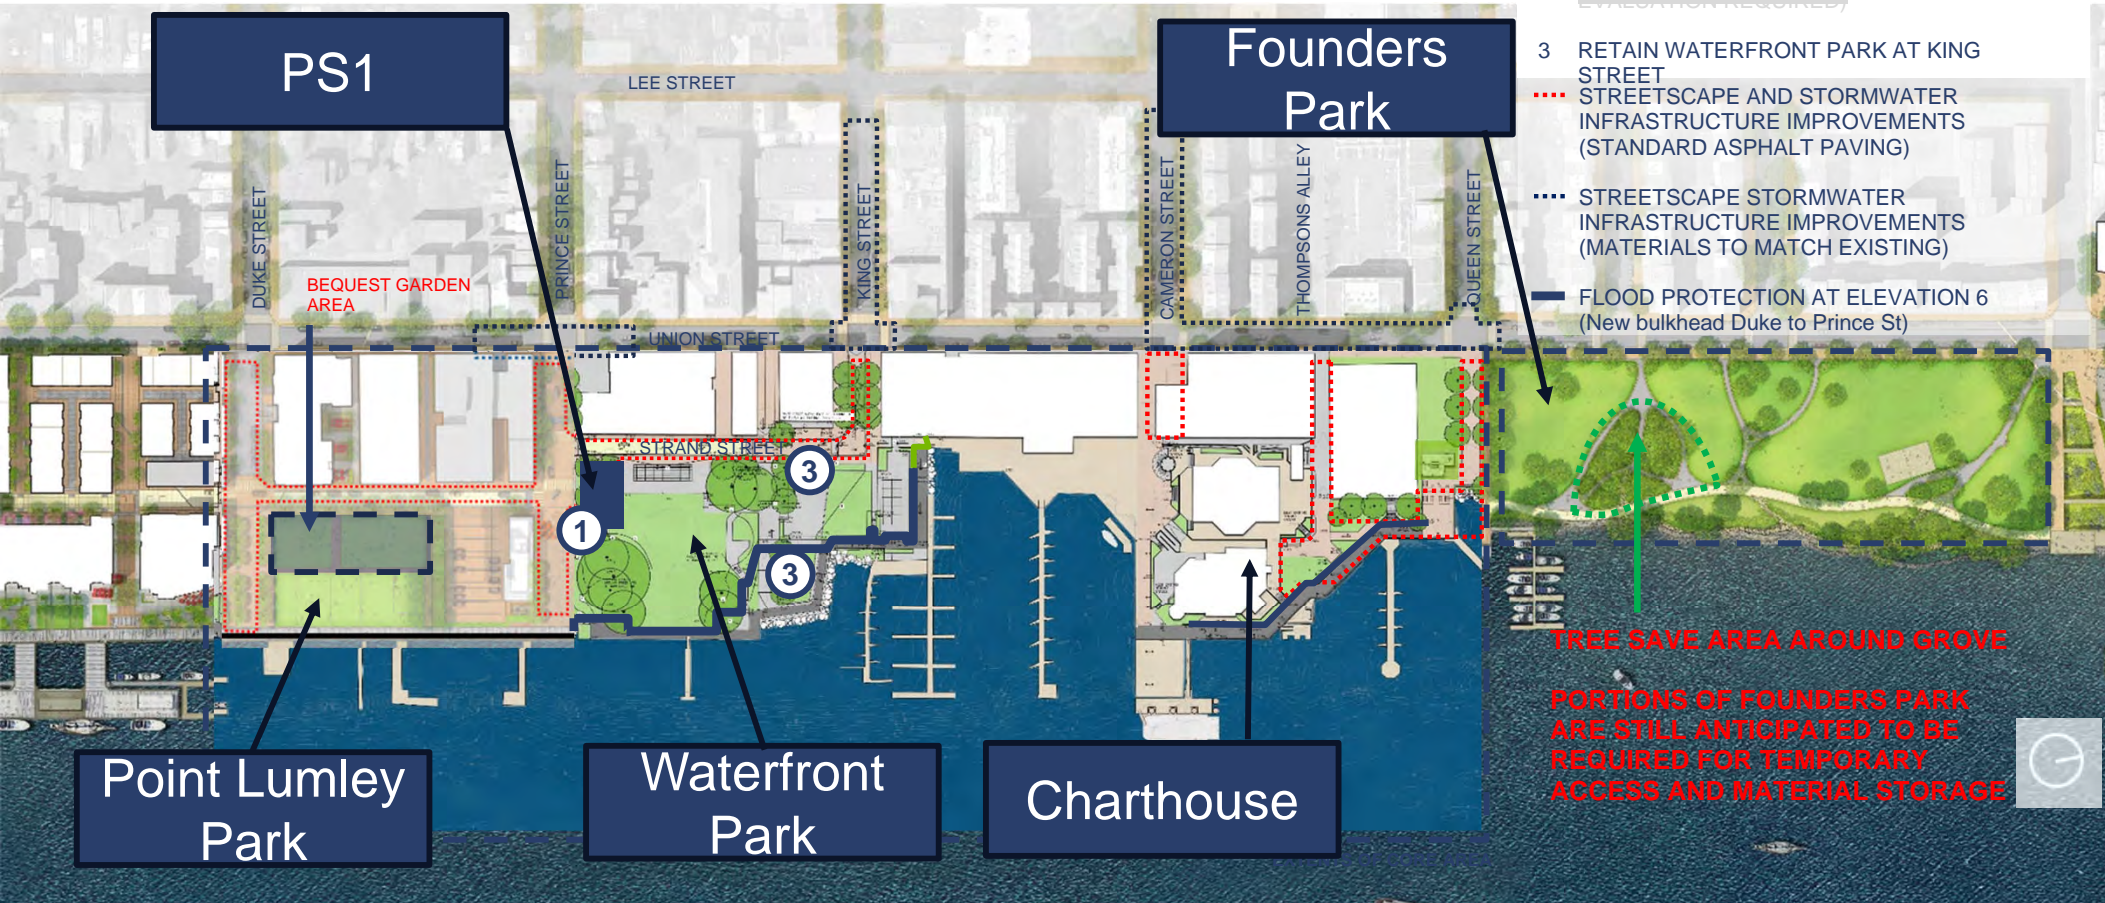 EVALUATION REQUIRED)
PS1
Founders
Park
3 RETAIN WATERFRONT PARK AT KING
STREET
STREETSCAPE AND STORMWATER
INFRASTRUCTURE IMPROVEMENTS
(STANDARD ASPHALT PAVING)
STREETSCAPE STORMWATER
INFRASTRUCTURE IMPROVEMENTS
(MATERIALS TO MATCH EXISTING)
FLOOD PROTECTION AT ELEVATION 6
(New bulkhead Duke to Prince St)
LEE STREET
DUKE STREET
PRINCE STREET
KING STREET
CAMERON STREET
THOMPSONS ALLEY
QUEEN STREET
BEQUEST GARDEN
AREA
UNION STREET
STRAND STREET
3
1
3
TREE SAVE AREA AROUND GROVE
PORTIONS OF FOUNDERS PARK
ARE STILL ANTICIPATED TO BE
REQUIRED FOR TEMPORARY
ACCESS AND MATERIAL STORAGE
Point Lumley
Park
Waterfront
Park
Charthouse